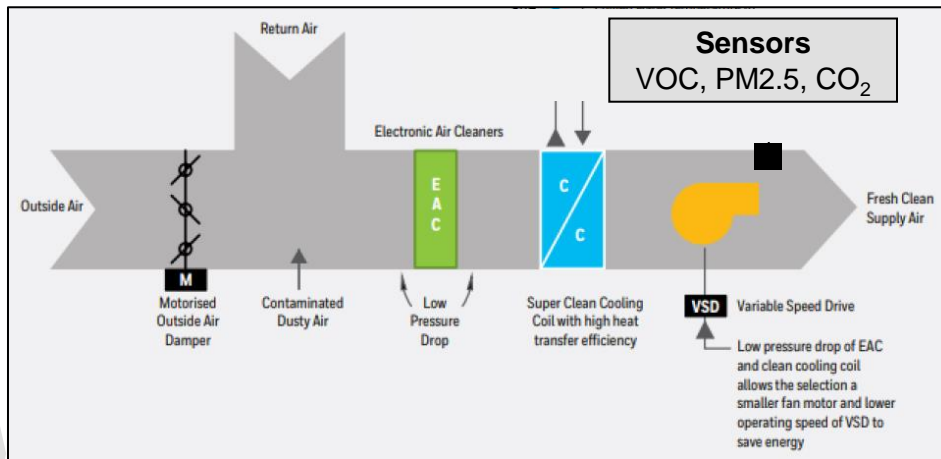 Return Air
Sensors
VOC, PM2.5, CO₂
Electronic Air Cleaners
E
A
C
C
C
Outside Air
Fresh Clean
Supply Air
M
Motorised
Outside Air
Damper
Contaminated
Dusty Air
Low
Pressure
Drop
Super Clean Cooling
Coil with high heat
transfer efficiency
VSD
Variable Speed Drive
Low pressure drop of EAC
and clean cooling coil
allows the selection a
smaller fan motor and lower
operating speed of VSD to
save energy